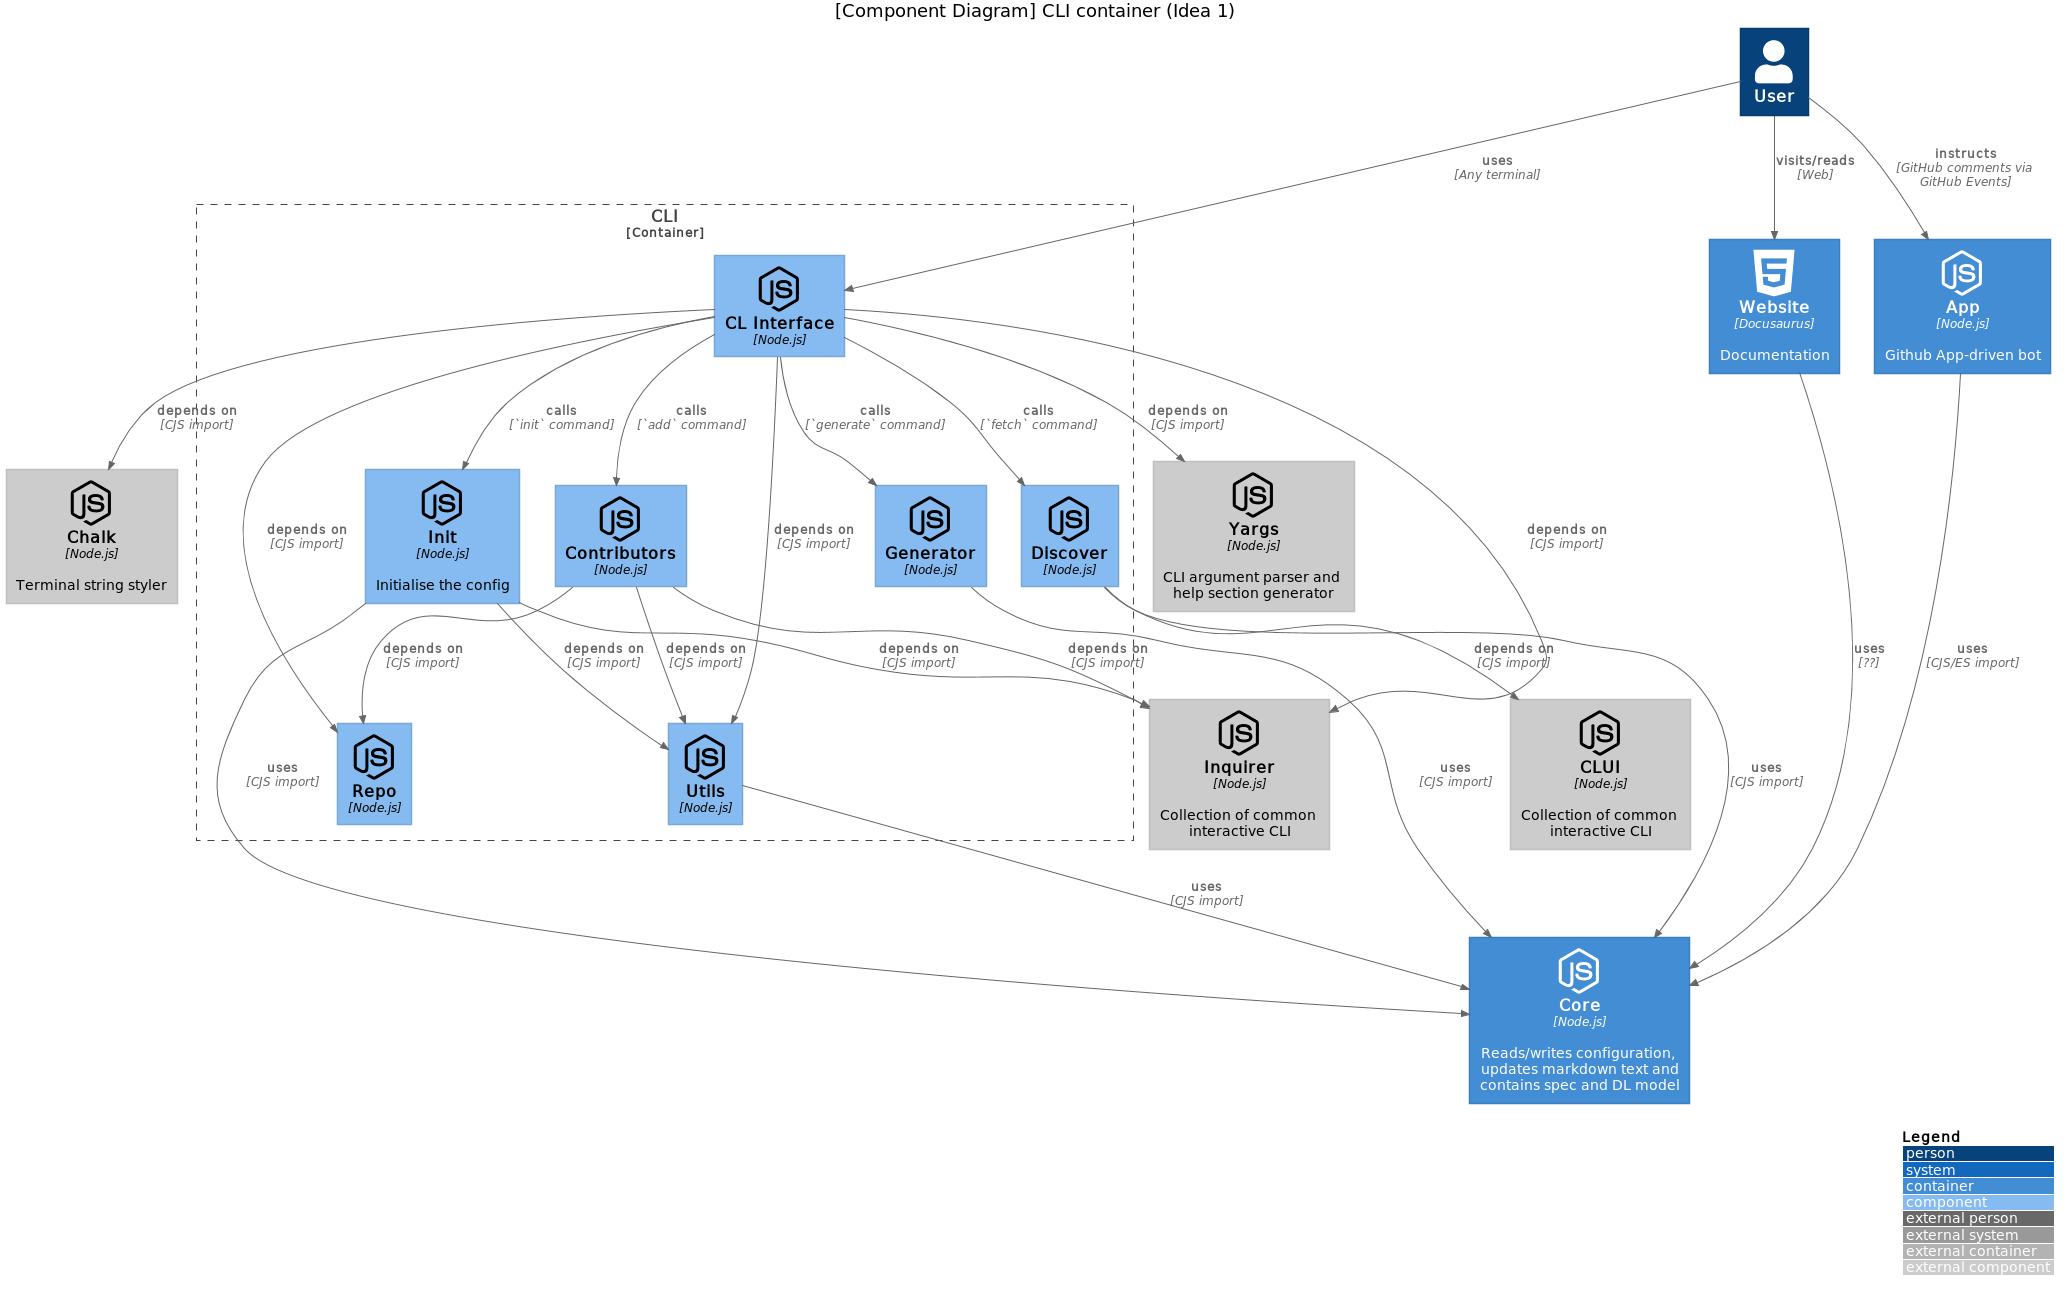 [Component Diagram] CLI container (Idea 1)
User
uses
[Any terminal]
visits/reads
[Web]
instructs
[GitHub comments via
GitHub Events]
CLI
[Container]
CL Interface
[Node.js]
Website
[Docusaurus]
Documentation
App
[Node.js]
Github App-driven bot
depends on
[CJS import]
calls
[`init` command]
calls
[`add` command]
calls
[`generate` command]
calls
[`fetch` command]
depends on
[CJS import]
Chalk
[Node.js]
Terminal string styler
depends on
[CJS import]
Init
[Node.js]
Initialise the config
Contributors
[Node.js]
depends on
[CJS import]
Generator
[Node.js]
Discover
[Node.js]
Yargs
[Node.js]
CLI argument parser and
help section generator
depends on
[CJS import]
depends on
[CJS import]
depends on
[CJS import]
depends on
[CJS import]
depends on
[CJS import]
depends on
[CJS import]
depends on
[CJS import]
uses
[??]
uses
[CJS/ES import]
uses
[CJS import]
Repo
[Node.js]
Utils
[Node.js]
Inquirer
[Node.js]
Collection of common
interactive CLI
uses
[CJS import]
CLUI
[Node.js]
Collection of common
interactive CLI
uses
[CJS import]
uses
[CJS import]
Core
[Node.js]
Reads/writes configuration,
updates markdown text and
contains spec and DL model
Legend
person
system
container
component
external person
external system
external container
external component